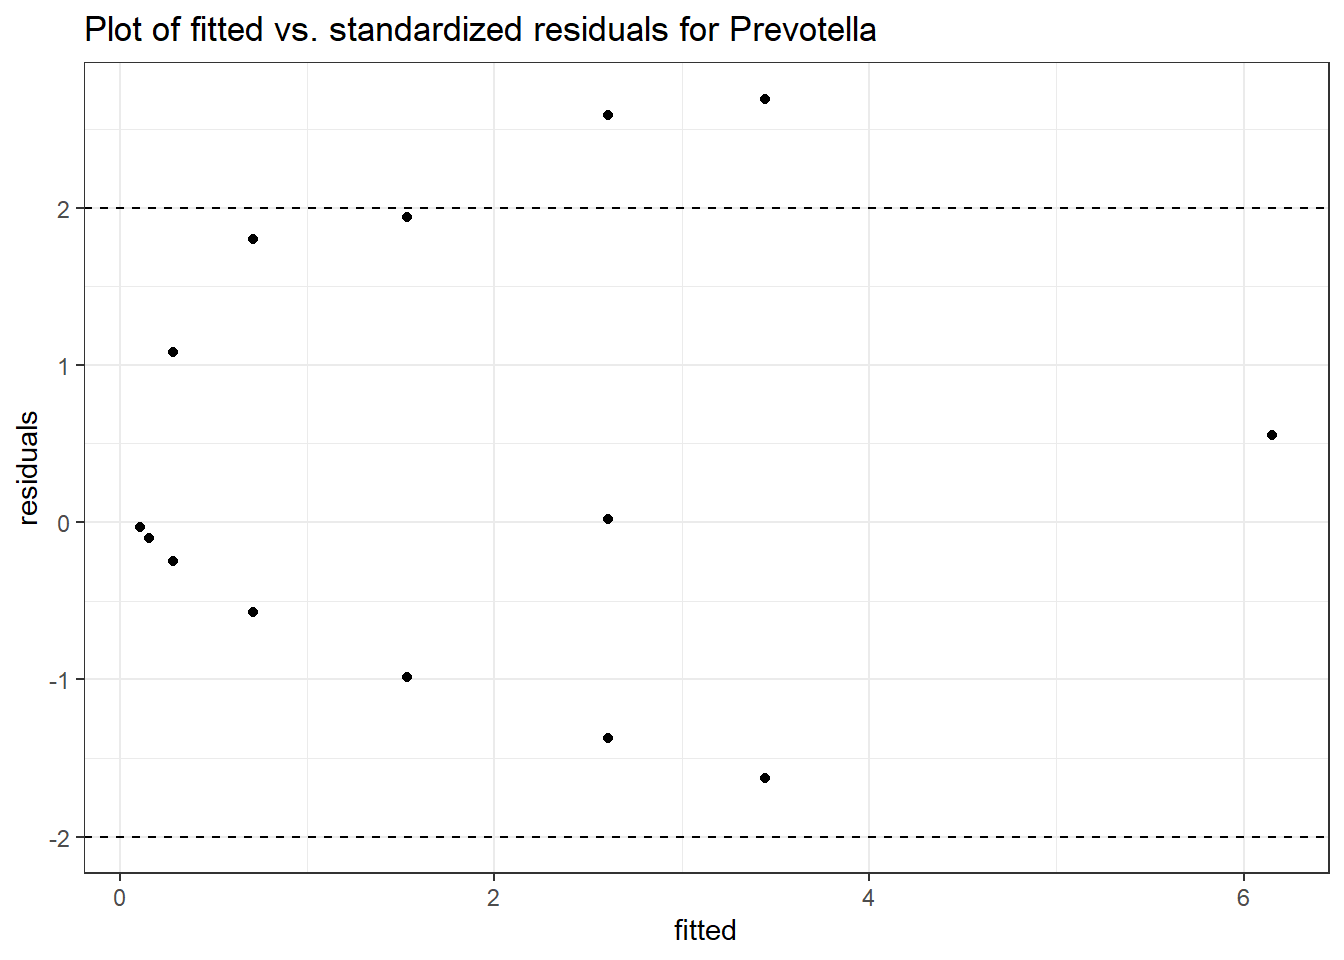 Plot of fitted vs. standardized residuals for Prevotella
residuals
2
1
0
-1
-2
0 2 4 6
fitted